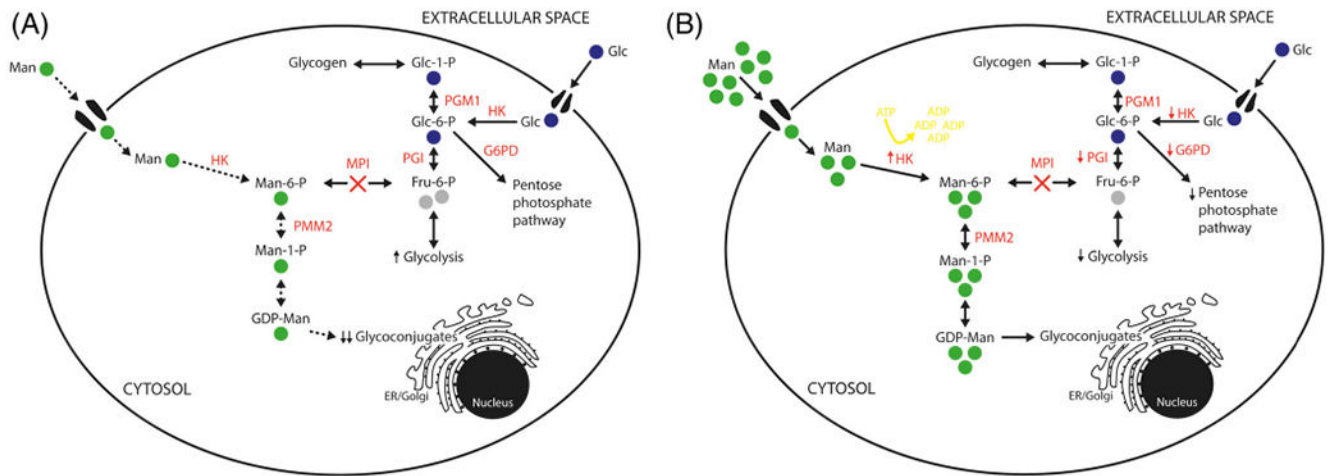 (A)
EXTRACELLULAR SPACE
Man
Glc
Glycogen
Glc-1-P
PGM1
HK
Glc-6-P
Glc
Man
HK
MPI
PGI
G6PD
Man-6-P
Fru-6-P
Pentose
photosphate
pathway
PMM2
Man-1-P
↑ Glycolysis
GDP-Man
↓↓ Glycoconjugates
CYTOSOL
ER/Golgi
Nucleus
(B)
EXTRACELLULAR SPACE
Man
Glc
Glycogen
Glc-1-P
ATP
ADP
ADP ADP
ADP
PGM1
↓ HK
Glc-6-P
Glc
Man
↑ HK
MPI
↓ PGI
↓ G6PD
Man-6-P
Fru-6-P
↓ Pentose
photosphate
pathway
PMM2
Man-1-P
↓ Glycolysis
GDP-Man
Glycoconjugates
CYTOSOL
ER/Golgi
Nucleus